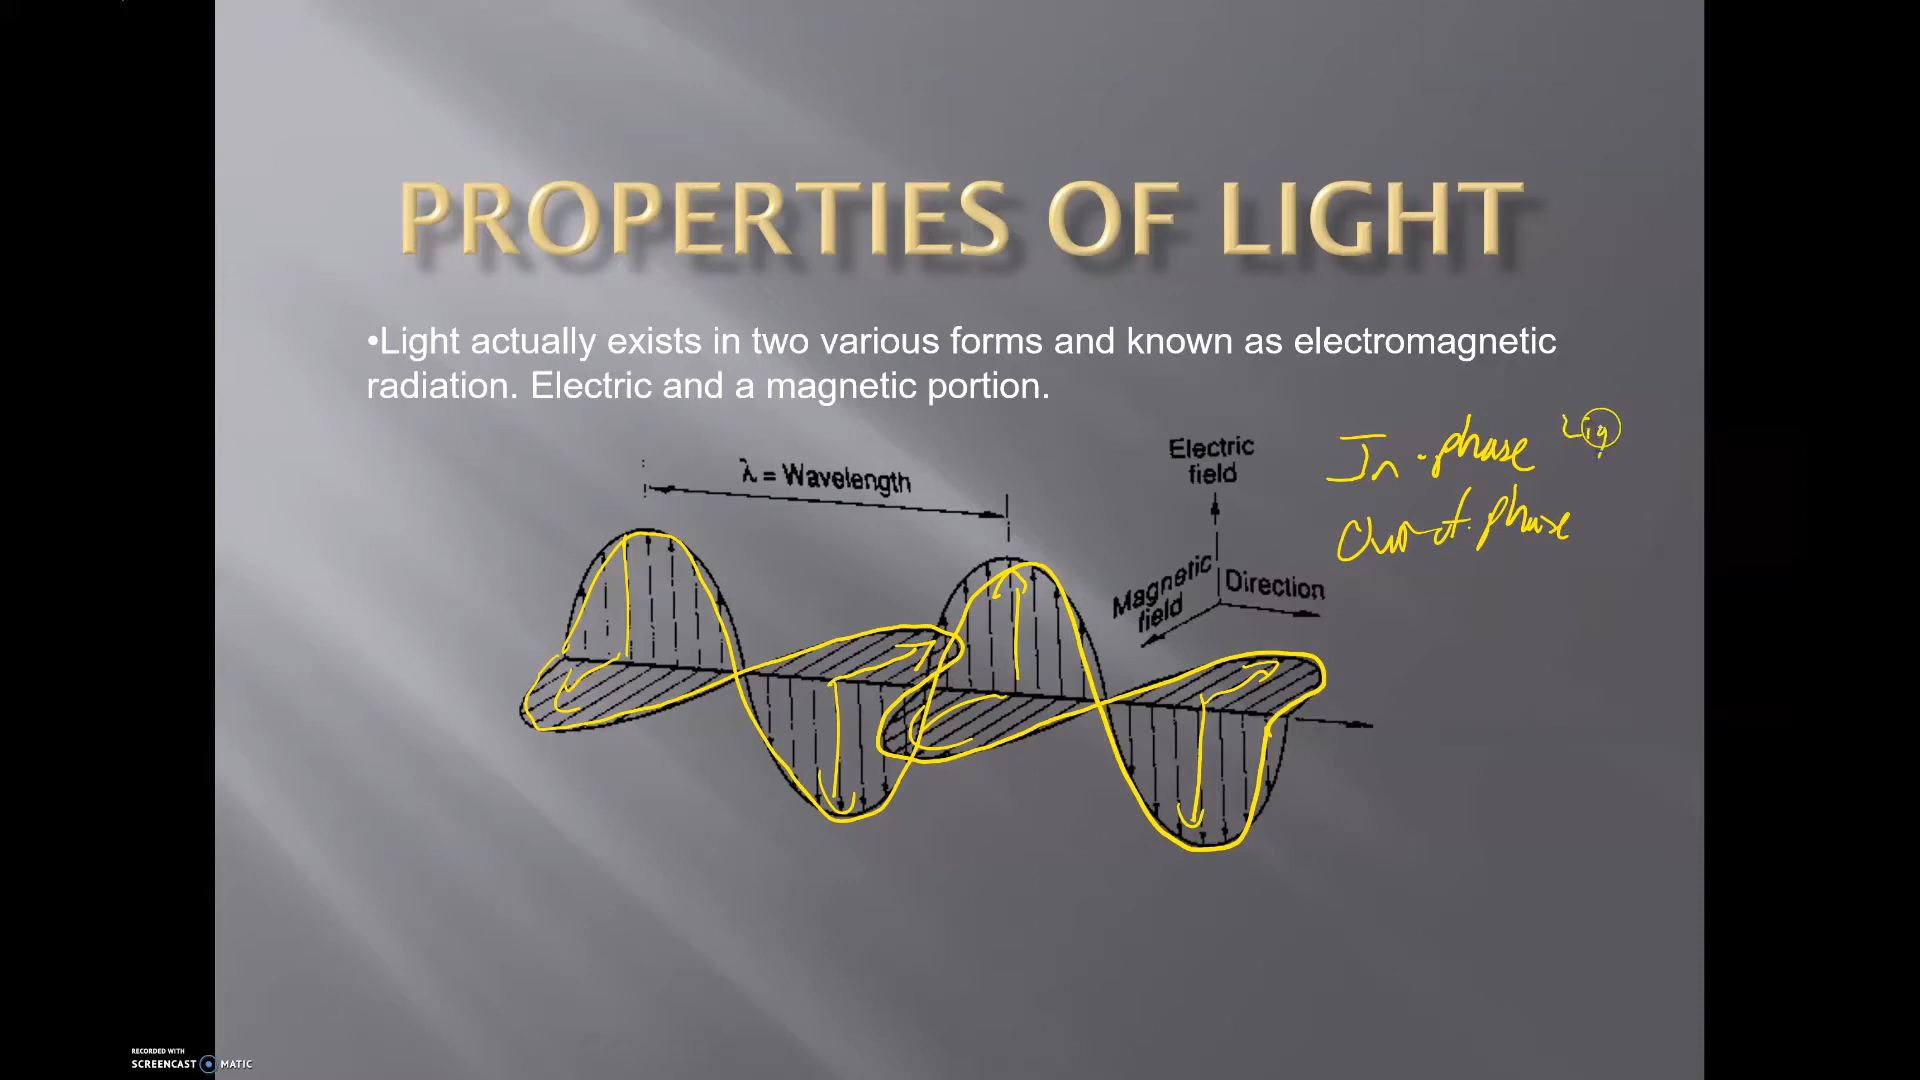 PROPERTIES OF LIGHT
•Light actually exists in two various forms and known as electromagnetic
radiation. Electric and a magnetic portion.
λ = Wavelength
Electric
field
Magnetic
field
Direction
In-phase Lig
Out-of-phase
RECORDED WITH
SCREENCAST MATIC